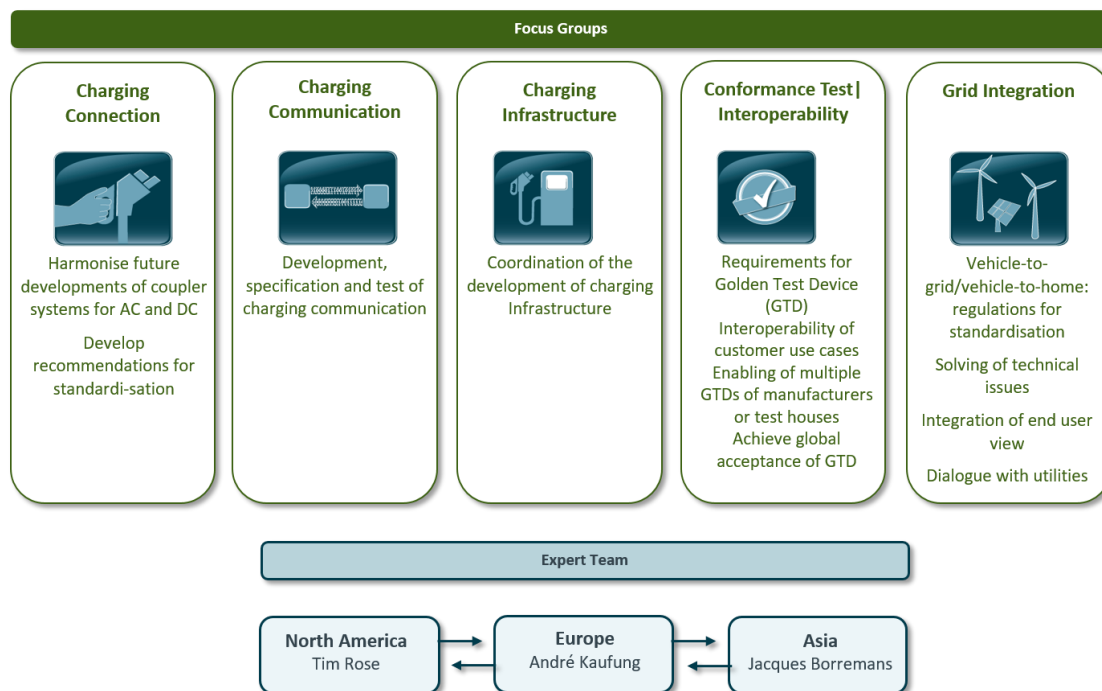 Focus Groups
Charging
Connection
Harmonise future
developments of coupler
systems for AC and DC
Develop
recommendations for
standardi-sation
Charging
Communication
Development,
specification and test of
charging communication
Charging
Infrastructure
Coordination of the
development of charging
Infrastructure
Conformance Test|
Interoperability
Requirements for
Golden Test Device
(GTD)
Interoperability of
customer use cases
Enabling of multiple
GTDs of manufacturers
or test houses
Achieve global
acceptance of GTD
Grid Integration
Vehicle-to-
grid/vehicle-to-home:
regulations for
standardisation
Solving of technical
issues
Integration of end user
view
Dialogue with utilities
Expert Team
North America
Tim Rose
Europe
André Kaufung
Asia
Jacques Borremans